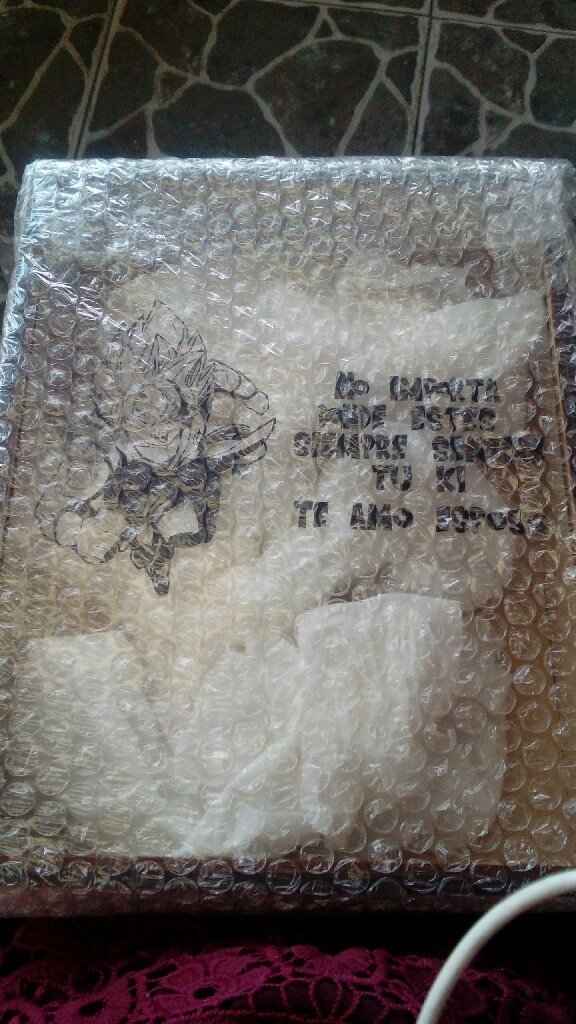 NO IMPORTA
DONDE ESTES
SIEMPRE SENTIRE
TU KI
TE AMO ESPOSO